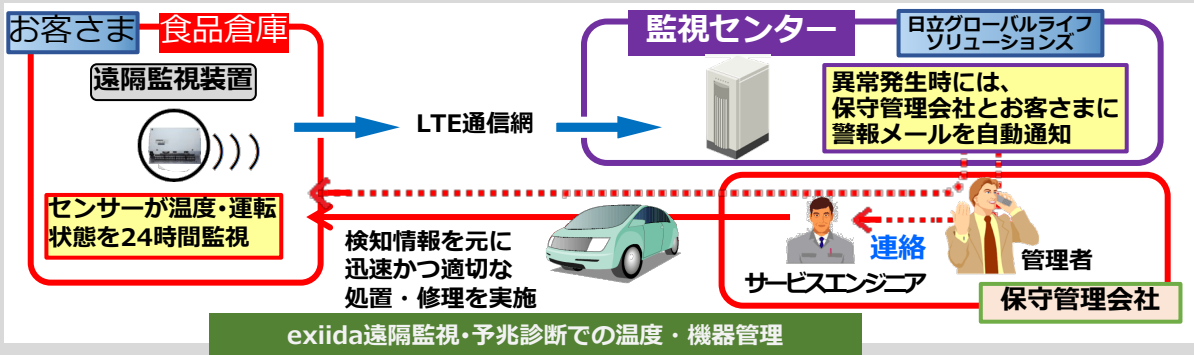 お客さま
食品倉庫
遠隔監視装置
センサーが温度・運転
状態を24時間監視
LTE通信網
監視センター
日立グローバルライフ
ソリューションズ
異常発生時には、
保守管理会社とお客さまに
警報メールを自動通知
検知情報を元に
迅速かつ適切な
処置・修理を実施
サービスエンジニア
連絡
管理者
保守管理会社
exiida遠隔監視・予兆診断での温度・機器管理